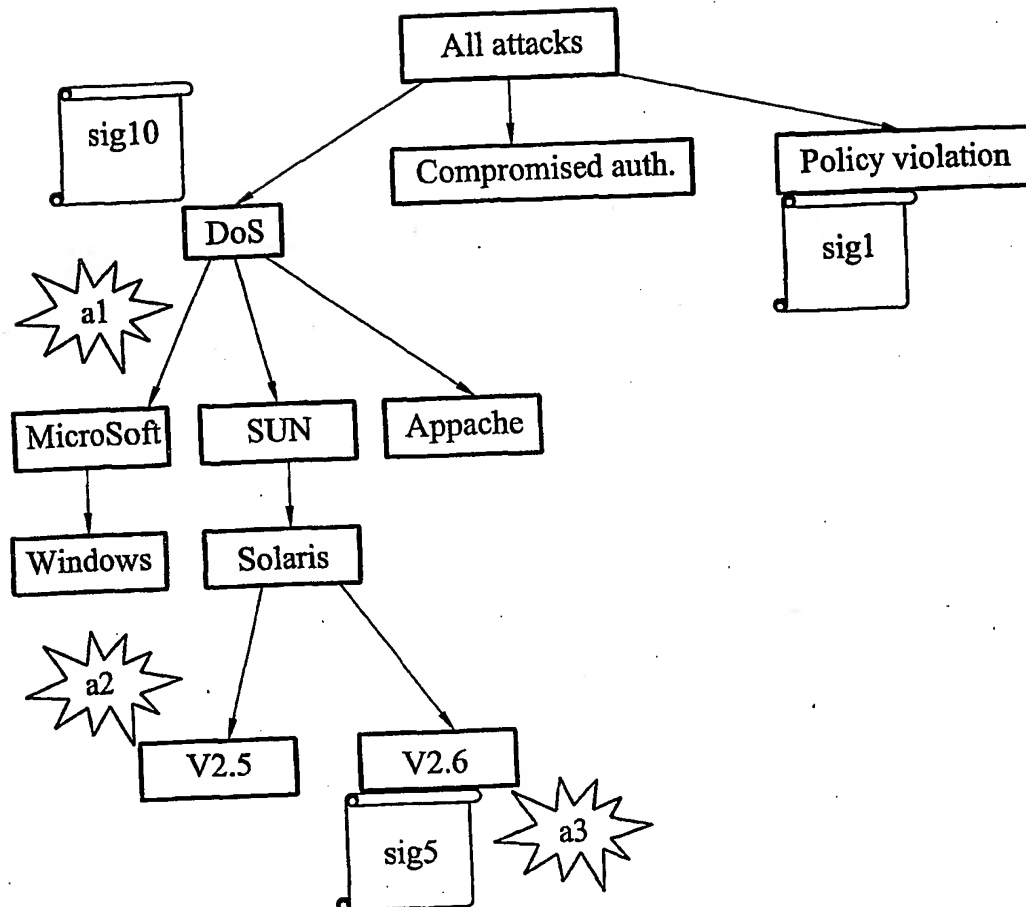 All attacks
sig10
Compromised auth.
Policy violation
DoS
sig1
a1
MicroSoft
SUN
Appache
Windows
Solaris
a2
V2.5
V2.6
a3
sig5